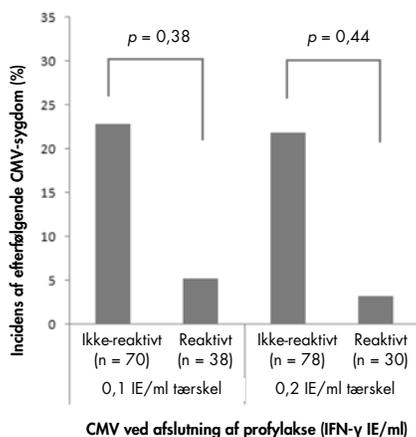 Incidens af efterfølgende CMV-sygdom (%)
35
30
25
20
15
10
5
0
p = 0,38
p = 0,44
Ikke-reaktivt Reaktivt Ikke-reaktivt Reaktivt
(n = 70) (n = 38) (n = 78) (n = 30)
0,1 IE/ml tærskel 0,2 IE/ml tærskel
CMV ved afslutning af profylakse (IFN-γ IE/ml)